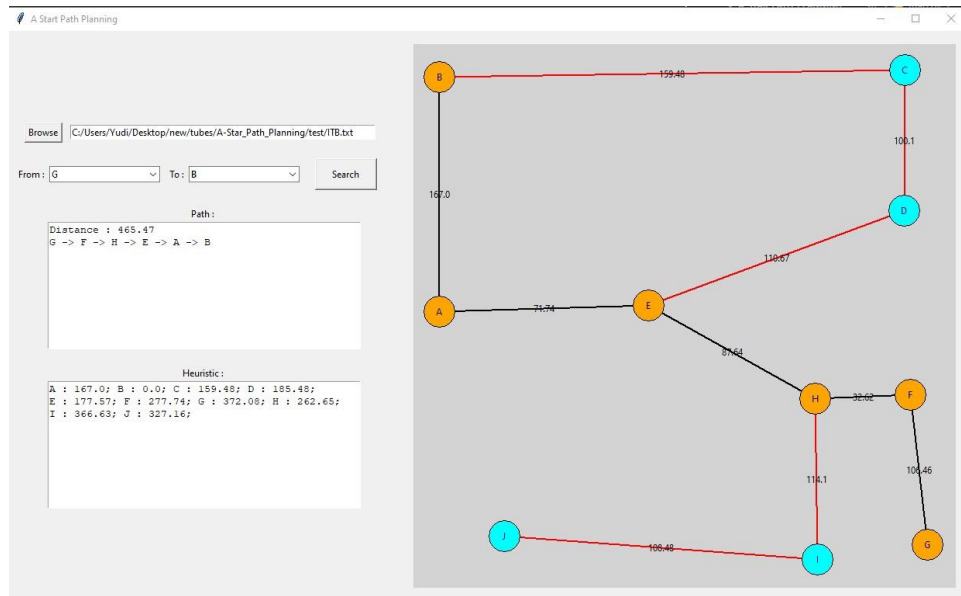 A Start Path Planning
Browse
C:/Users/Yudi/Desktop/new/tubes/A-Star_Path_Planning/test/ITB.txt
From :
G
To :
B
Search
Path :
Distance : 465.47
G -> F -> H -> E -> A -> B
Heuristic :
A : 167.0; B : 0.0; C : 159.48; D : 185.48;
E : 177.57; F : 277.74; G : 372.08; H : 262.65;
I : 366.63; J : 327.16;
B
159.48
C
100.1
167.0
D
110.67
A
71.74
E
87.64
H
32.62
F
114.1
106.46
J
I
G